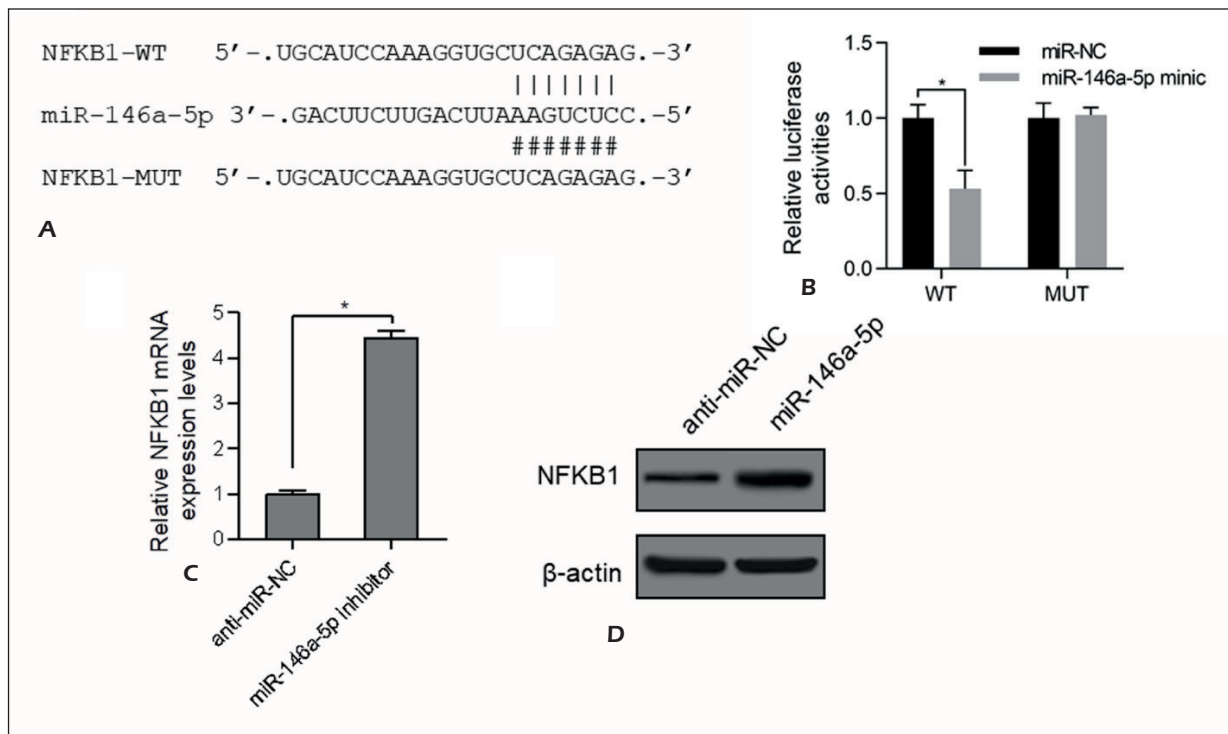 NFKB1-WT 5′-.UGCAUCCAAAGGUGCUCAGAGAG.-3′
| | | | | | |
miR-146a-5p 3′-.GACUUCUUGACUUAAAGUCUCC.-5′
#######
NFKB1-MUT 5′-.UGCAUCCAAAGGUGCUCAGAGAG.-3′
A
Relative luciferase
activities
1.5
1.0
0.5
0.0
miR-NC
miR-146a-5p minic
*
WT MUT
B
Relative NFKB1 mRNA
expression levels
5
4
3
2
1
0
*
anti-miR-NC
miR-146a-5p inhibitor
C
anti-miR-NC
miR-146a-5p
NFKB1
β-actin
D